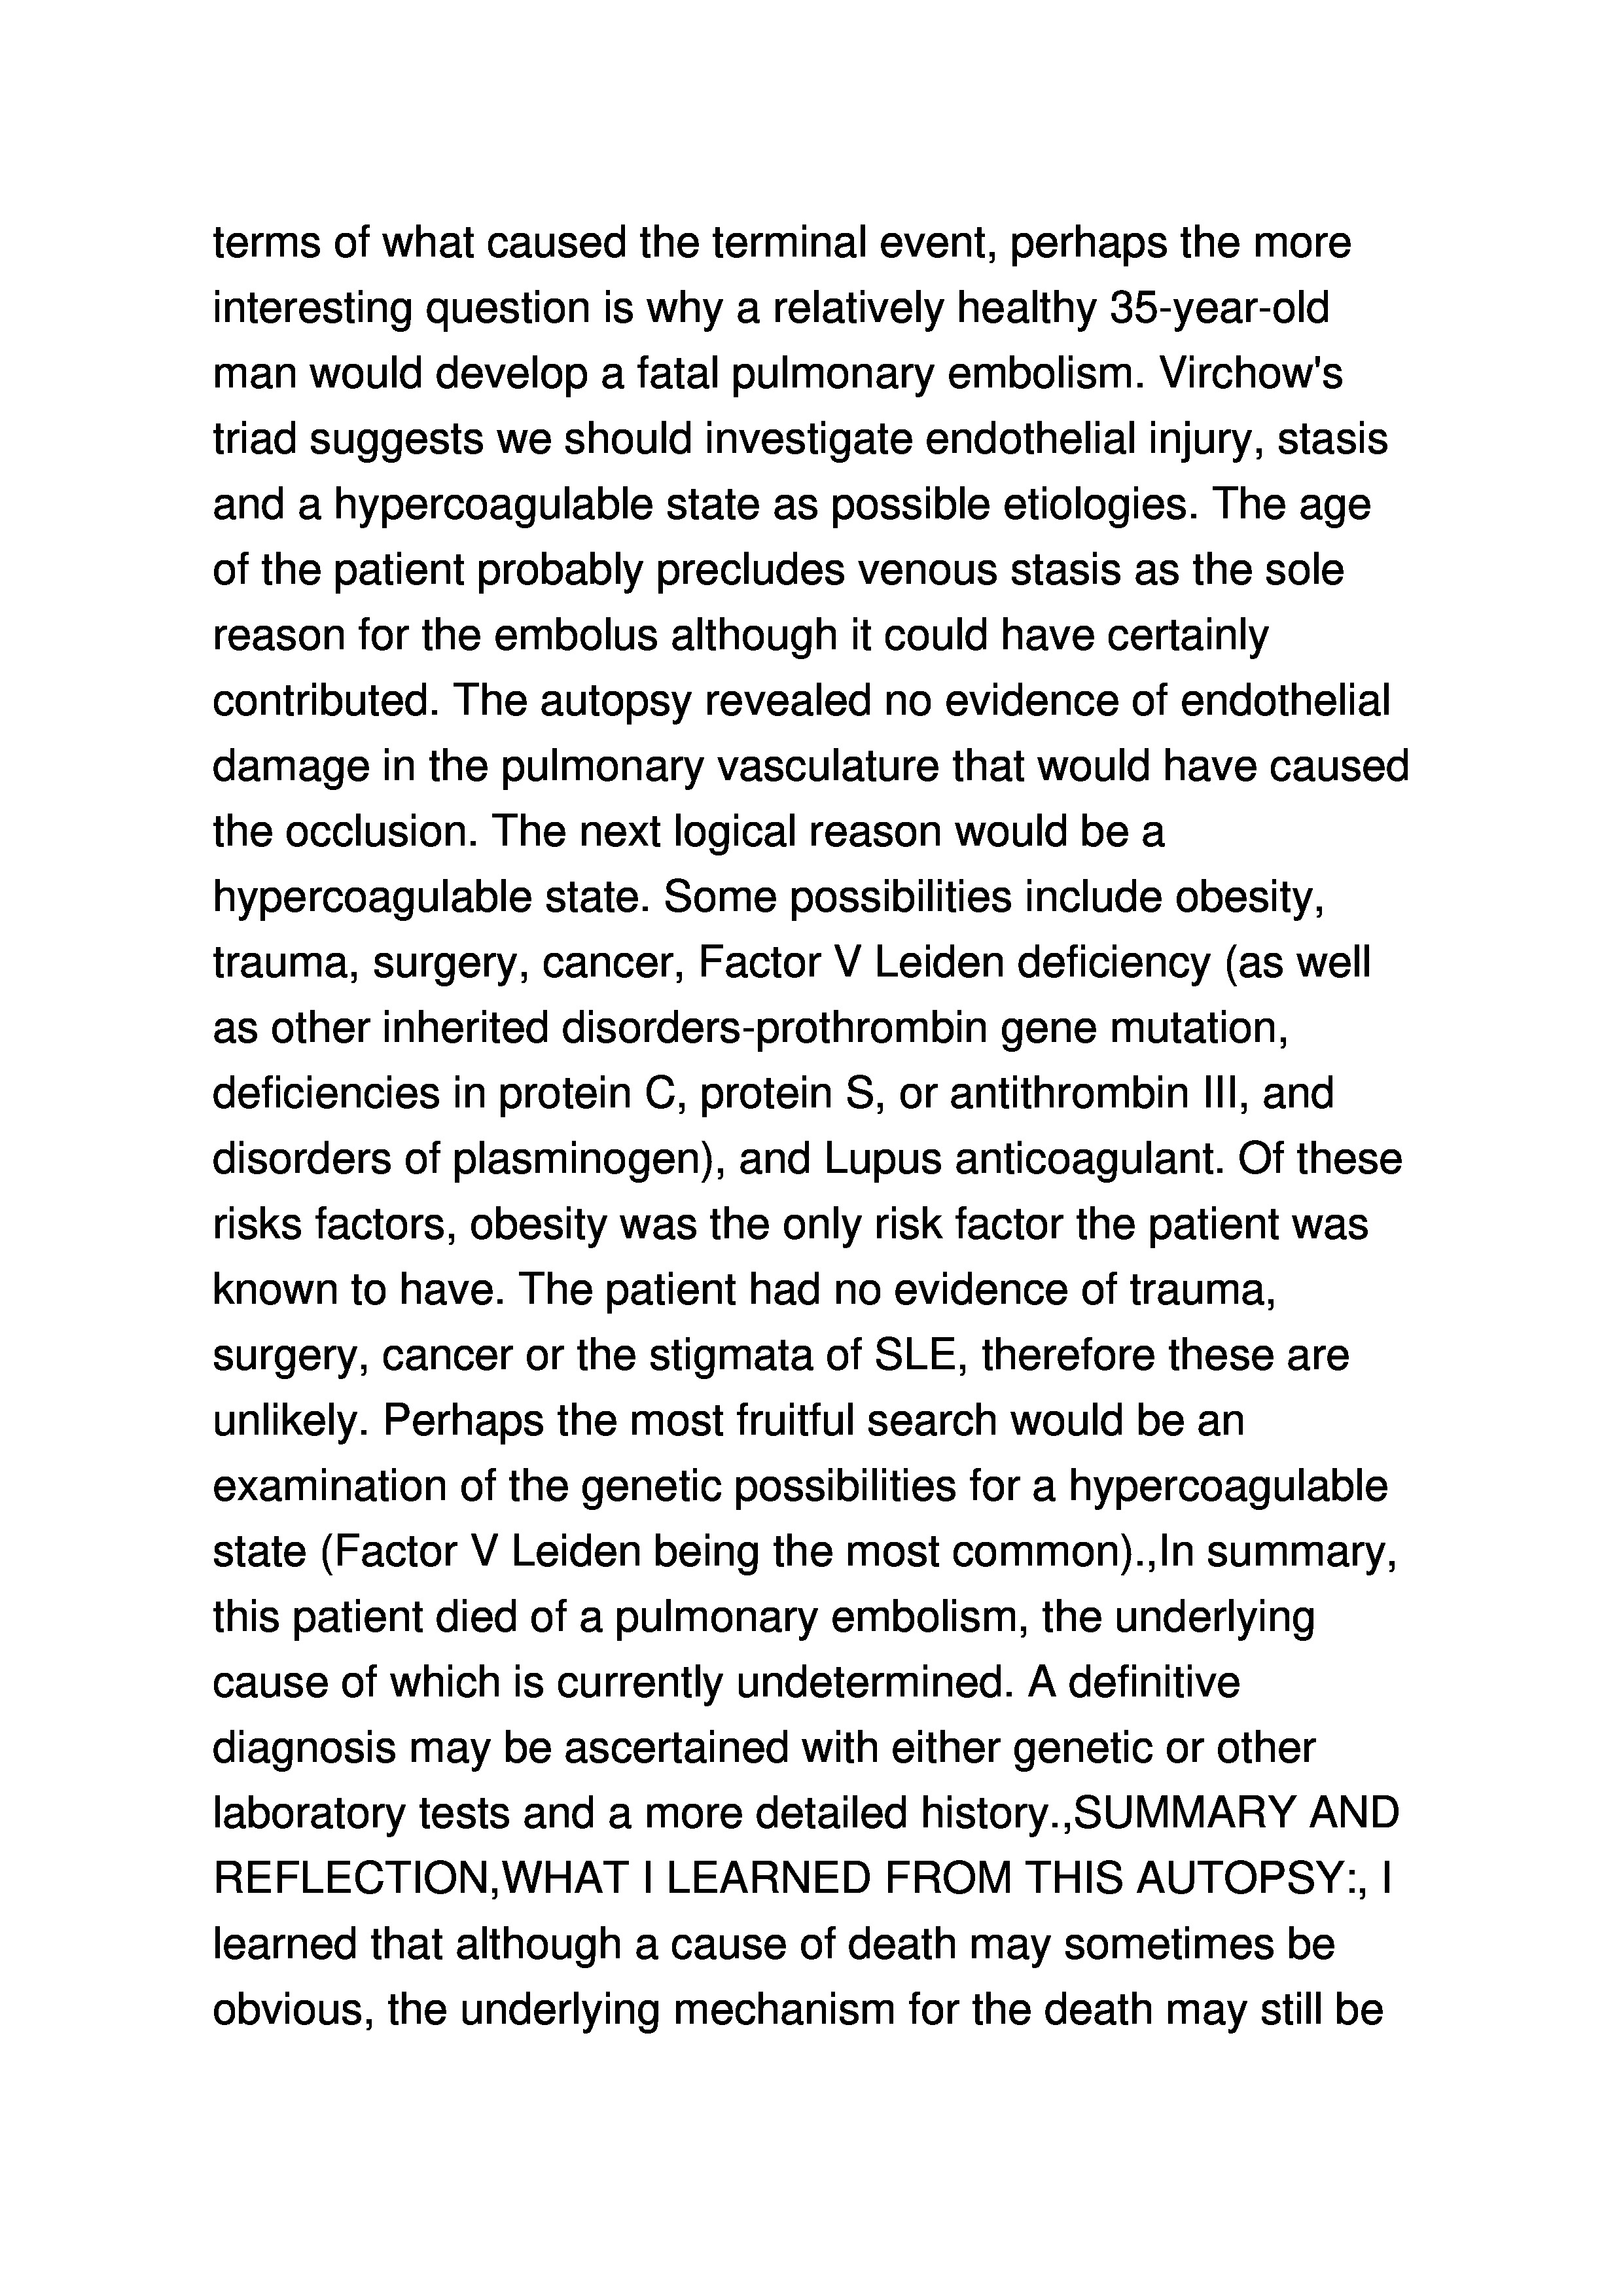 terms of what caused the terminal event, perhaps the more
interesting question is why a relatively healthy 35-year-old
man would develop a fatal pulmonary embolism. Virchow's
triad suggests we should investigate endothelial injury, stasis
and a hypercoagulable state as possible etiologies. The age
of the patient probably precludes venous stasis as the sole
reason for the embolus although it could have certainly
contributed. The autopsy revealed no evidence of endothelial
damage in the pulmonary vasculature that would have caused
the occlusion. The next logical reason would be a
hypercoagulable state. Some possibilities include obesity,
trauma, surgery, cancer, Factor V Leiden deficiency (as well
as other inherited disorders-prothrombin gene mutation,
deficiencies in protein C, protein S, or antithrombin III, and
disorders of plasminogen), and Lupus anticoagulant. Of these
risks factors, obesity was the only risk factor the patient was
known to have. The patient had no evidence of trauma,
surgery, cancer or the stigmata of SLE, therefore these are
unlikely. Perhaps the most fruitful search would be an
examination of the genetic possibilities for a hypercoagulable
state (Factor V Leiden being the most common).,In summary,
this patient died of a pulmonary embolism, the underlying
cause of which is currently undetermined. A definitive
diagnosis may be ascertained with either genetic or other
laboratory tests and a more detailed history.,SUMMARY AND
REFLECTION,WHAT I LEARNED FROM THIS AUTOPSY:, I
learned that although a cause of death may sometimes be
obvious, the underlying mechanism for the death may still be